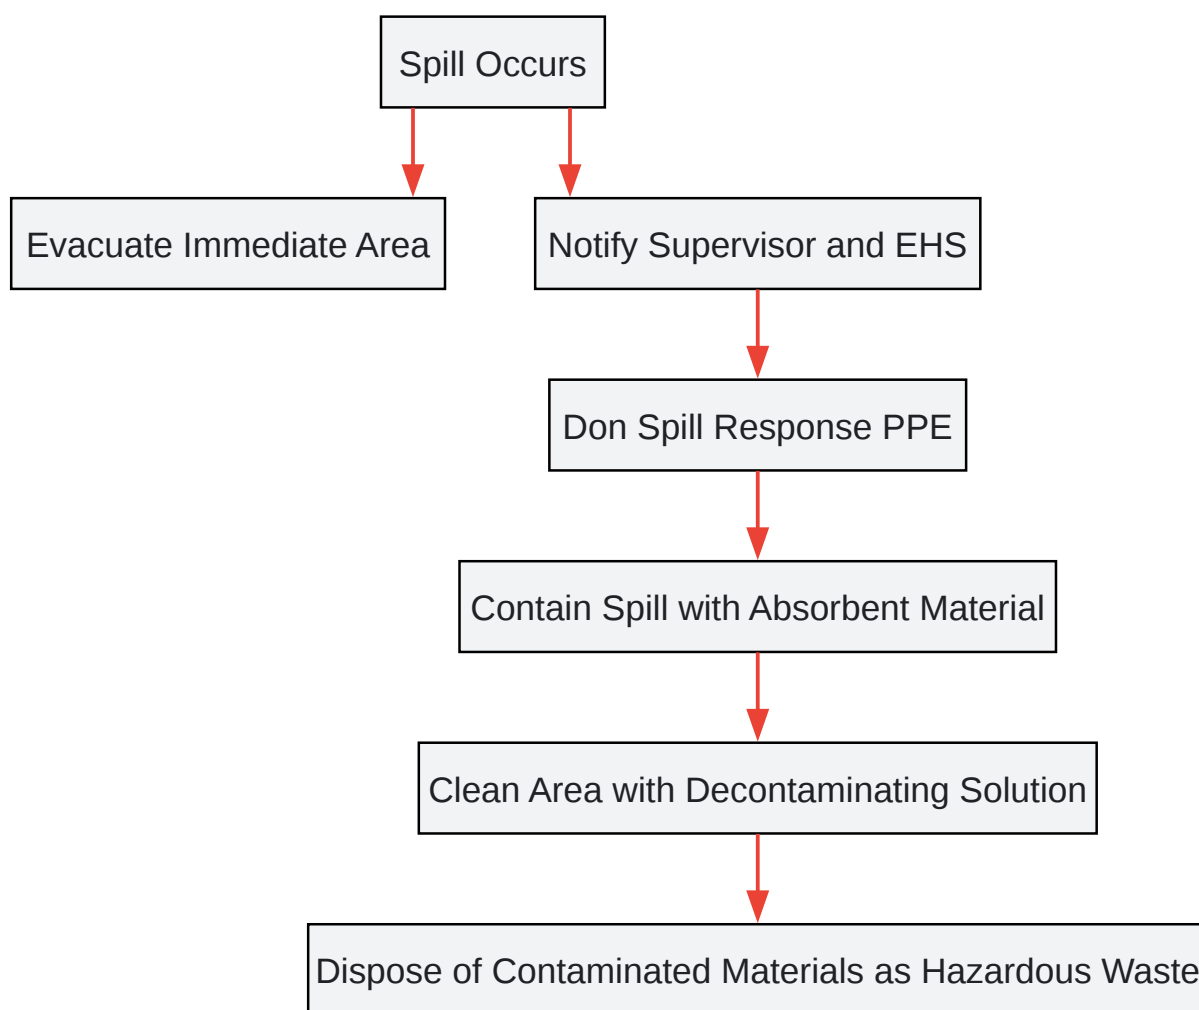 Spill Occurs
Evacuate Immediate Area
Notify Supervisor and EHS
Don Spill Response PPE
Contain Spill with Absorbent Material
Clean Area with Decontaminating Solution
Dispose of Contaminated Materials as Hazardous Waste